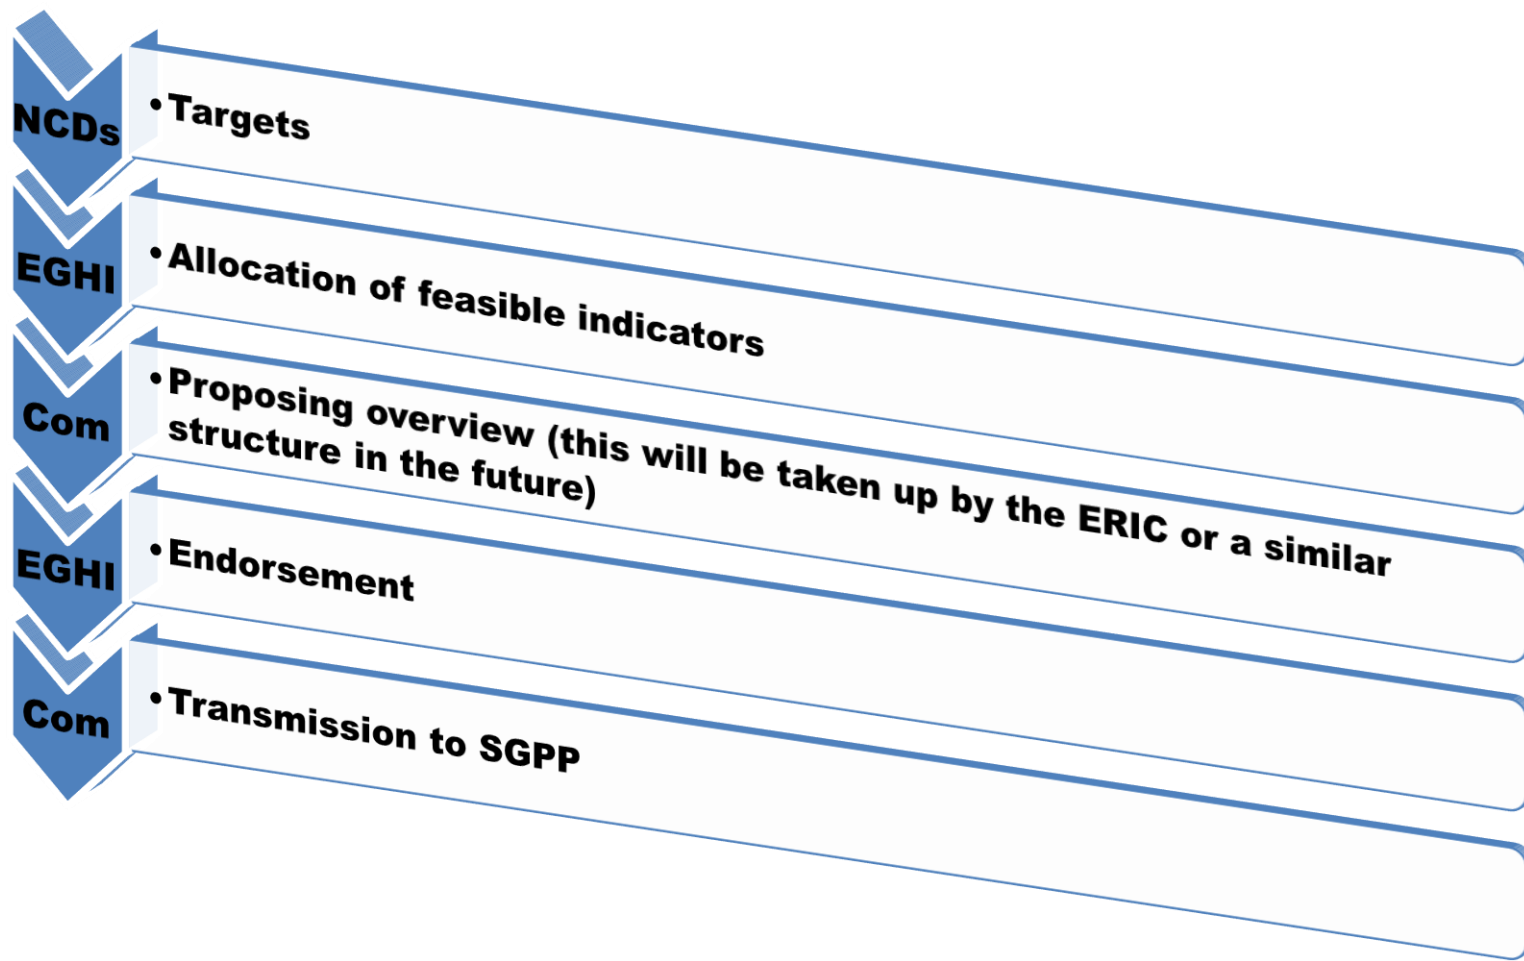 NCDs
• Targets
EGHI
• Allocation of feasible indicators
Com
• Proposing overview (this will be taken up by the ERIC or a similar
structure in the future)
EGHI
• Endorsement
Com
• Transmission to SGPP